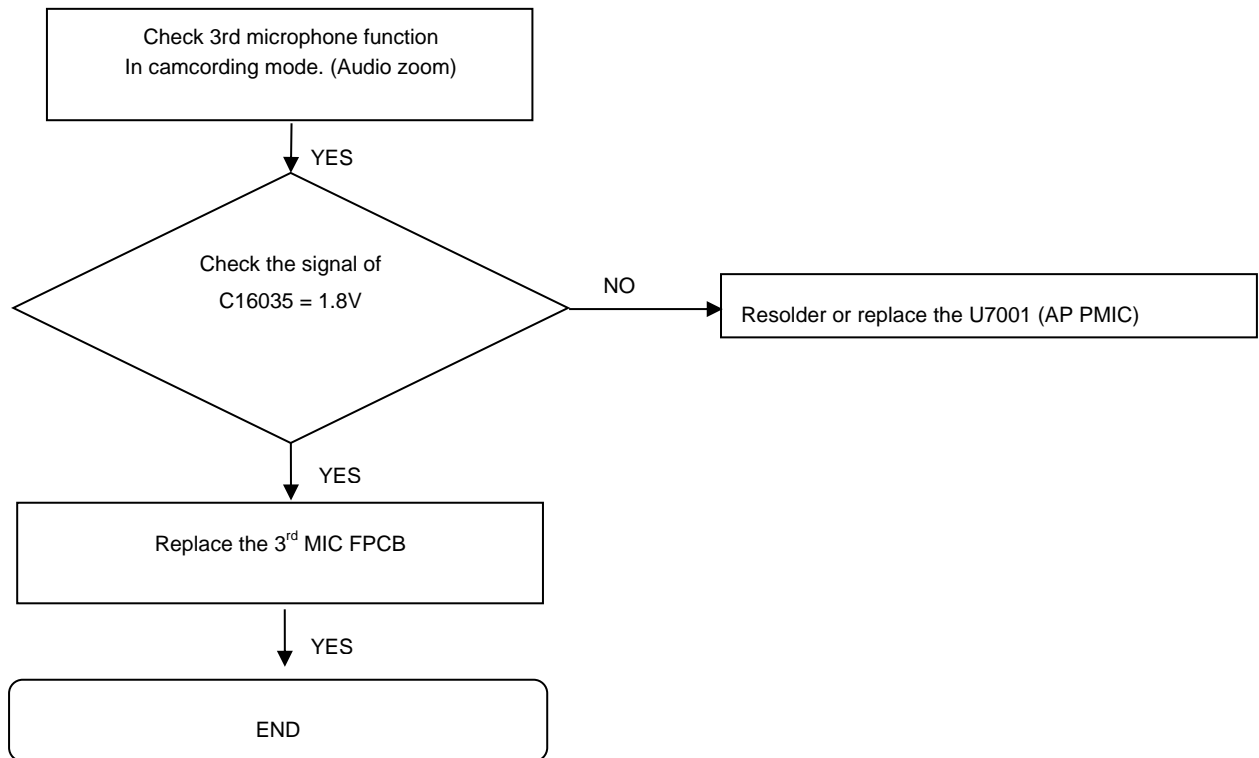 Check 3rd microphone function
In camcording mode. (Audio zoom)
YES
Check the signal of
C16035 = 1.8V
NO
Resolder or replace the U7001 (AP PMIC)
YES
Replace the 3rd MIC FPCB
YES
END